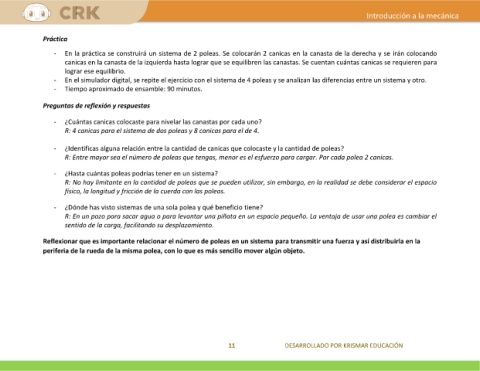 CRK
Introducción a la mecánica
Práctica
- En la práctica se construirá un sistema de 2 poleas. Se colocarán 2 canicas en la canasta de la derecha y se irán colocando
canicas en la canasta de la izquierda hasta lograr que se equilibren las canastas. Se cuentan cuántas canicas se requieren para
lograr ese equilibrio.
- En el simulador digital, se repite el ejercicio con el sistema de 4 poleas y se analizan las diferencias entre un sistema y otro.
- Tiempo aproximado de ensamble: 90 minutos.
Preguntas de reflexión y respuestas
- ¿Cuántas canicas colocaste para nivelar las canastas por cada uno?
R: 4 canicas para el sistema de dos poleas y 8 canicas para el de 4.
- ¿Identificas alguna relación entre la cantidad de canicas que colocaste y la cantidad de poleas?
R: Entre mayor sea el número de poleas que tengas, menor es el esfuerzo para cargar. Por cada polea 2 canicas.
- ¿Hasta cuántas poleas podrías tener en un sistema?
R: No hay limitante en la cantidad de poleas que se pueden utilizar, sin embargo, en la realidad se debe considerar el espacio
físico, la longitud y fricción de la cuerda con las poleas.
- ¿Dónde has visto sistemas de una sola polea y qué beneficio tiene?
R: En un pozo para sacar agua o para levantar una piñata en un espacio pequeño. La ventaja de usar una polea es cambiar el
sentido de la carga, facilitando su desplazamiento.
Reflexionar que es importante relacionar el número de poleas en un sistema para transmitir una fuerza y así distribuirla en la
periferia de la rueda de la misma polea, con lo que es más sencillo mover algún objeto.
11 DESARROLLADO POR KRISMAR EDUCACIÓN